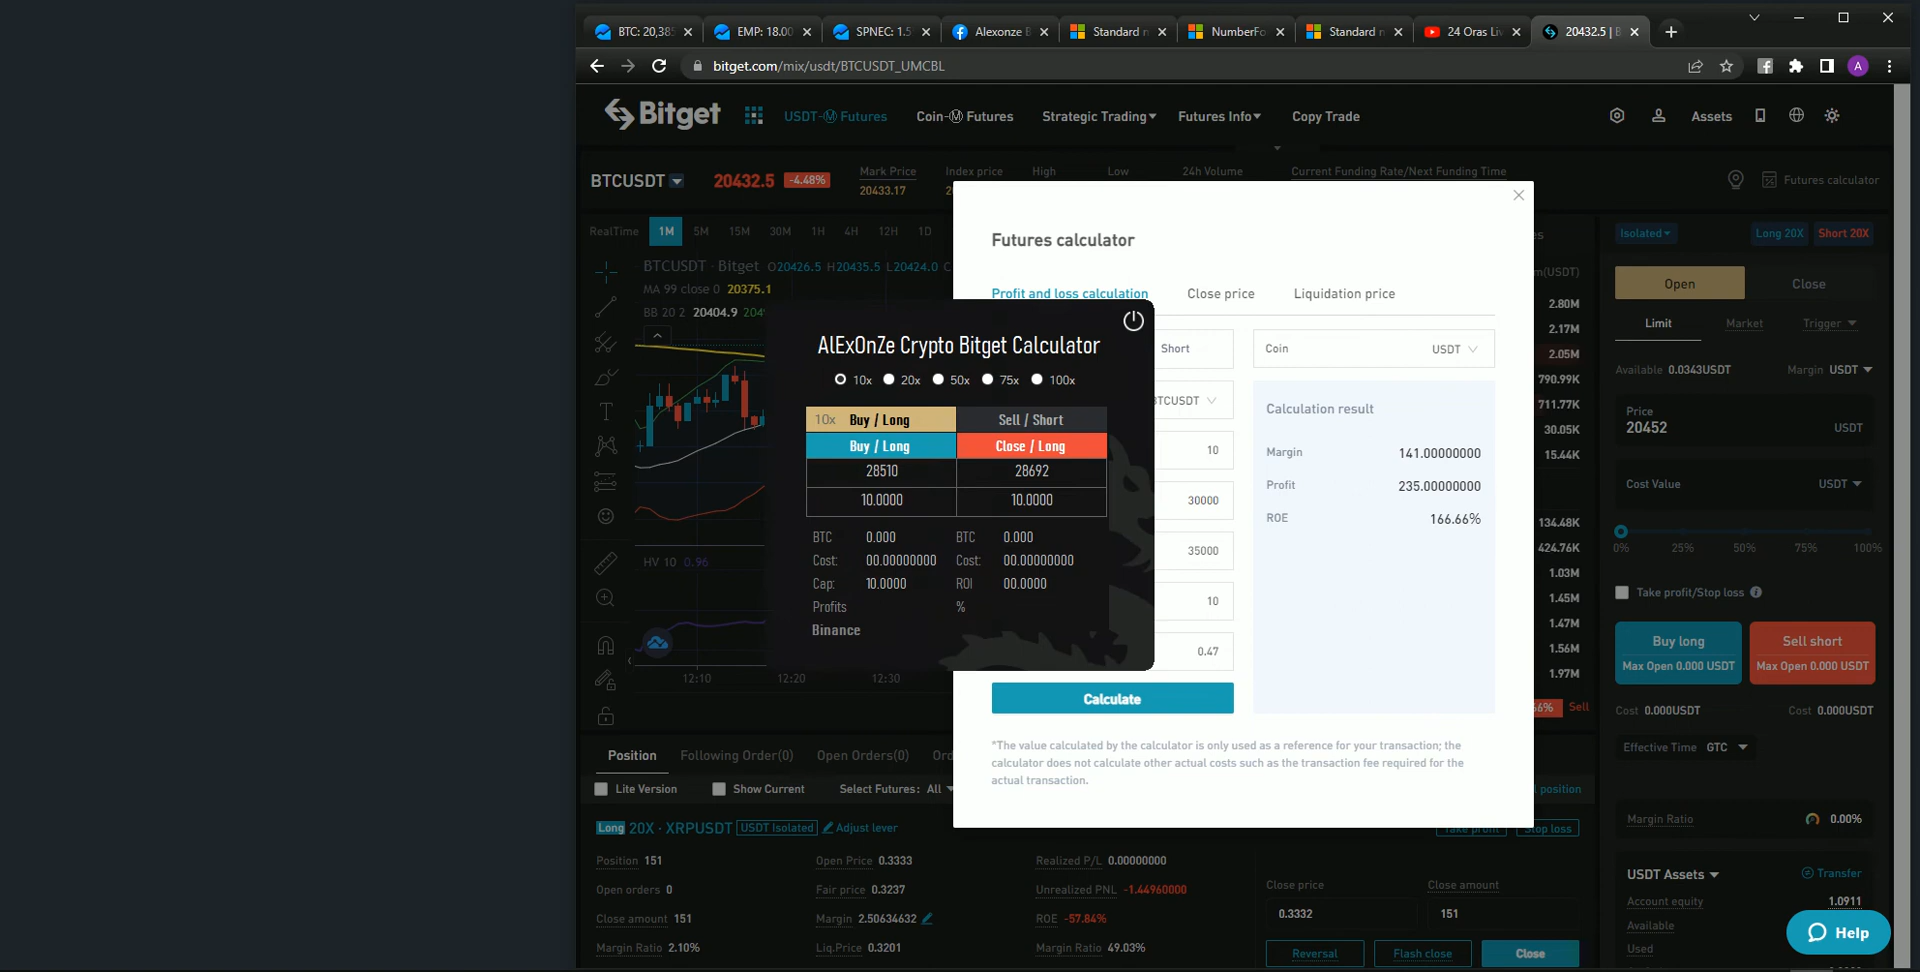 BTC: 20,385
EMP: 18.00
SPNEC: 1.5
Alexonze B
Standard n
NumberFo
Standard n
24 Oras Liv
20432.5 | B
bitget.com/mix/usdt/BTCUSDT_UMCBL
A
Bitget
USDT-Ⓜ Futures
Coin-Ⓜ Futures
Strategic Trading
Futures Info
Copy Trade
Assets
BTCUSDT
20432.5
-4.48%
Mark Price
20433.17
Index price
High
Low
24h Volume
Current Funding Rate/Next Funding Time
Futures calculator
RealTime 1M 5M 15M 30M 1H 4H 12H 1D
BTCUSDT · Bitget O20426.5 H20435.5 L20424.0 C
MA 99 close 0 20375.1
BB 20 2 20404.9
HV 10 0.96
12:10 12:20 12:30
Futures calculator
Profit and loss calculation
Close price
Liquidation price
Short
BTCUSDT
10
30000
35000
10
0.47
Calculate
Coin
USDT
Calculation result
Margin 141.00000000
Profit 235.00000000
ROE 166.66%
*The value calculated by the calculator is only used as a reference for your transaction; the
calculator does not calculate other actual costs such as the transaction fee required for the
actual transaction.
AlExOnZe Crypto Bitget Calculator
10x 20x 50x 75x 100x
10x Buy / Long Sell / Short
Buy / Long Close / Long
28510 28692
10.0000 10.0000
BTC 0.000 BTC 0.000
Cost: 00.00000000 Cost: 00.00000000
Cap: 10.0000 ROI 00.0000
Profits %
Binance
es
m(USDT)
2.80M
2.17M
2.05M
790.99K
711.77K
30.05K
15.44K
134.48K
424.76K
1.03M
1.45M
1.47M
1.56M
1.97M
66% Sell
Isolated
Long 20X
Short 20X
Open
Close
Limit
Market
Trigger
Available 0.0343USDT
Margin USDT
Price
20452
USDT
Cost Value
USDT
0% 25% 50% 75% 100%
Take profit/Stop loss
Buy long
Max Open 0.000 USDT
Sell short
Max Open 0.000 USDT
Cost 0.000USDT
Cost 0.000USDT
Effective Time GTC
Margin Ratio
0.00%
USDT Assets
Transfer
Account equity
1.0911
Available
Used
Help
Position
Following Order(0)
Open Orders(0)
Ord
Lite Version
Show Current
Select Futures: All
l position
Long 20X · XRPUSDT USDT Isolated Adjust lever
Take profit
Stop loss
Position 151
Open Price 0.3333
Realized P/L 0.00000000
Open orders 0
Fair price 0.3237
Unrealized PNL -1.44960000
Close price
Close amount
Close amount 151
Margin 2.50634632
ROE -57.84%
0.3332
151
Margin Ratio 2.10%
Liq.Price 0.3201
Margin Ratio 49.03%
Reversal
Flash close
Close